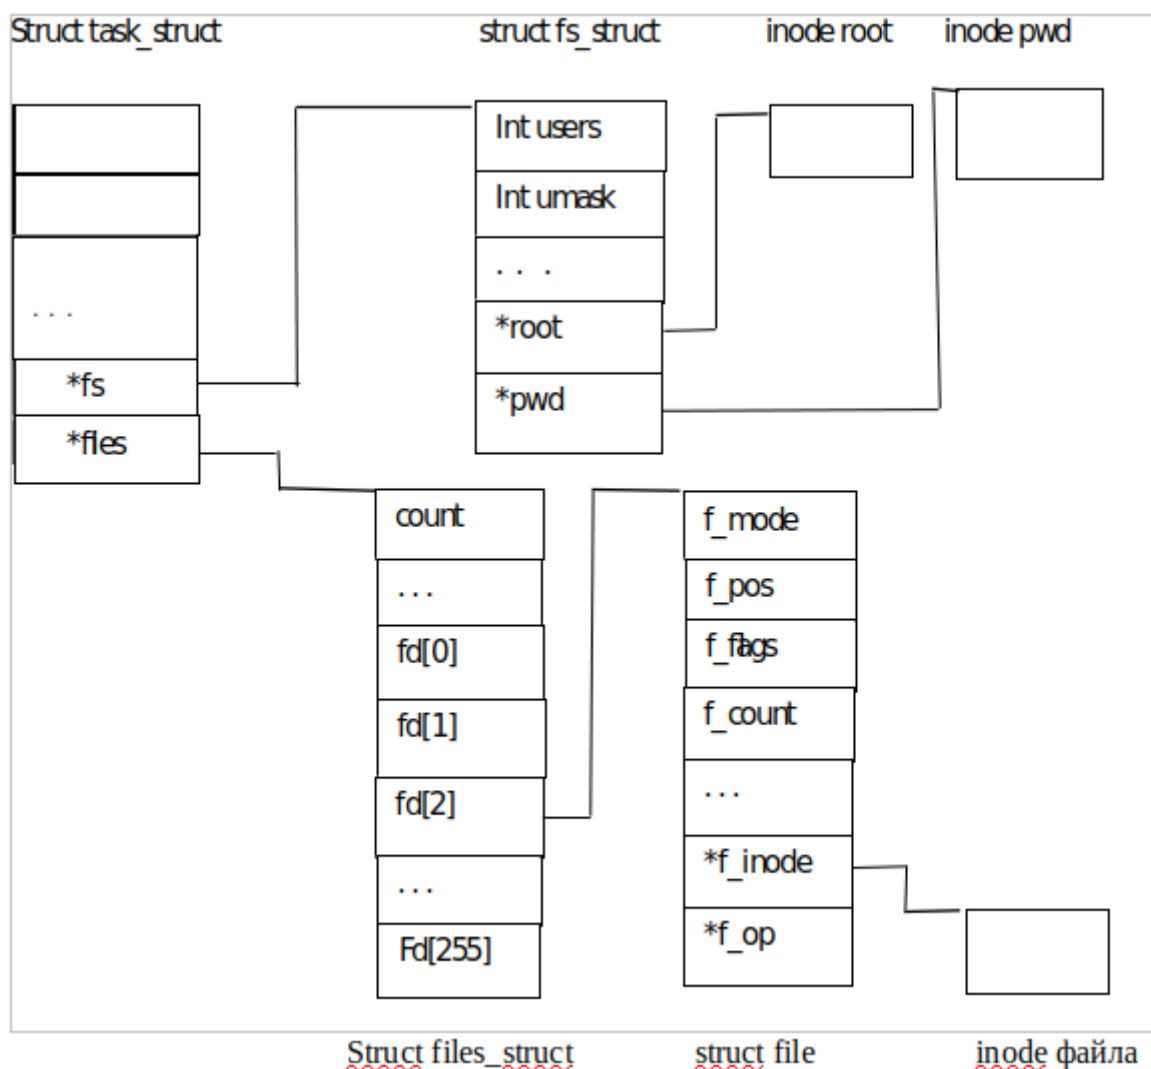 Struct task_struct
struct fs_struct
inode root
inode pwd
Int users
Int umask
. . .
*root
*pwd
. . .
*fs
*files
count
. . .
fd[0]
fd[1]
fd[2]
. . .
Fd[255]
f_mode
f_pos
f_flags
f_count
. . .
*f_inode
*f_op
Struct files_struct
struct file
inode файла